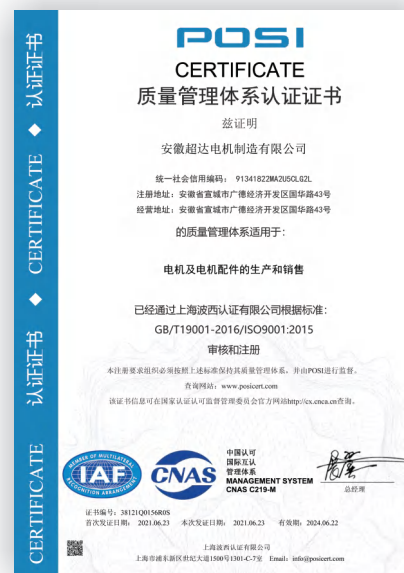 认证证书 ◆ CERTIFICATE ◆ 认证证书 CERTIFICATE
POSI
CERTIFICATE
质量管理体系认证证书
兹证明
安徽超达电机制造有限公司
统一社会信用编码: 91341822MA2U5CLG2L
注册地址: 安徽省宣城市广德经济开发区国华路43号
经营地址: 安徽省宣城市广德经济开发区国华路43号
的质量管理体系适用于:
电机及电机配件的生产和销售
已经通过上海波西认证有限公司根据标准:
GB/T19001-2016/ISO9001:2015
审核和注册
本注册要求组织必须按照上述标准保持其质量管理体系, 并由POSI进行监督.
查询网站: www.posicert.com
该证书信息可在国家认证认可监督管理委员会官方网站http://cx.cnca.cn查询.
MEMBER OF MULTILATERAL
IAF
RECOGNITION ARRANGEMENT
CNAS
中国认可
国际互认
管理体系
MANAGEMENT SYSTEM
CNAS C219-M
总经理
证书编号: 38121Q0156R0S
首次发证日期: 2021.06.23 本次发证日期: 2021.06.23 有效期: 2024.06.22
上海波西认证有限公司
上海市浦东新区世纪大道1500号1301-C-7室 Email: info@posicert.com